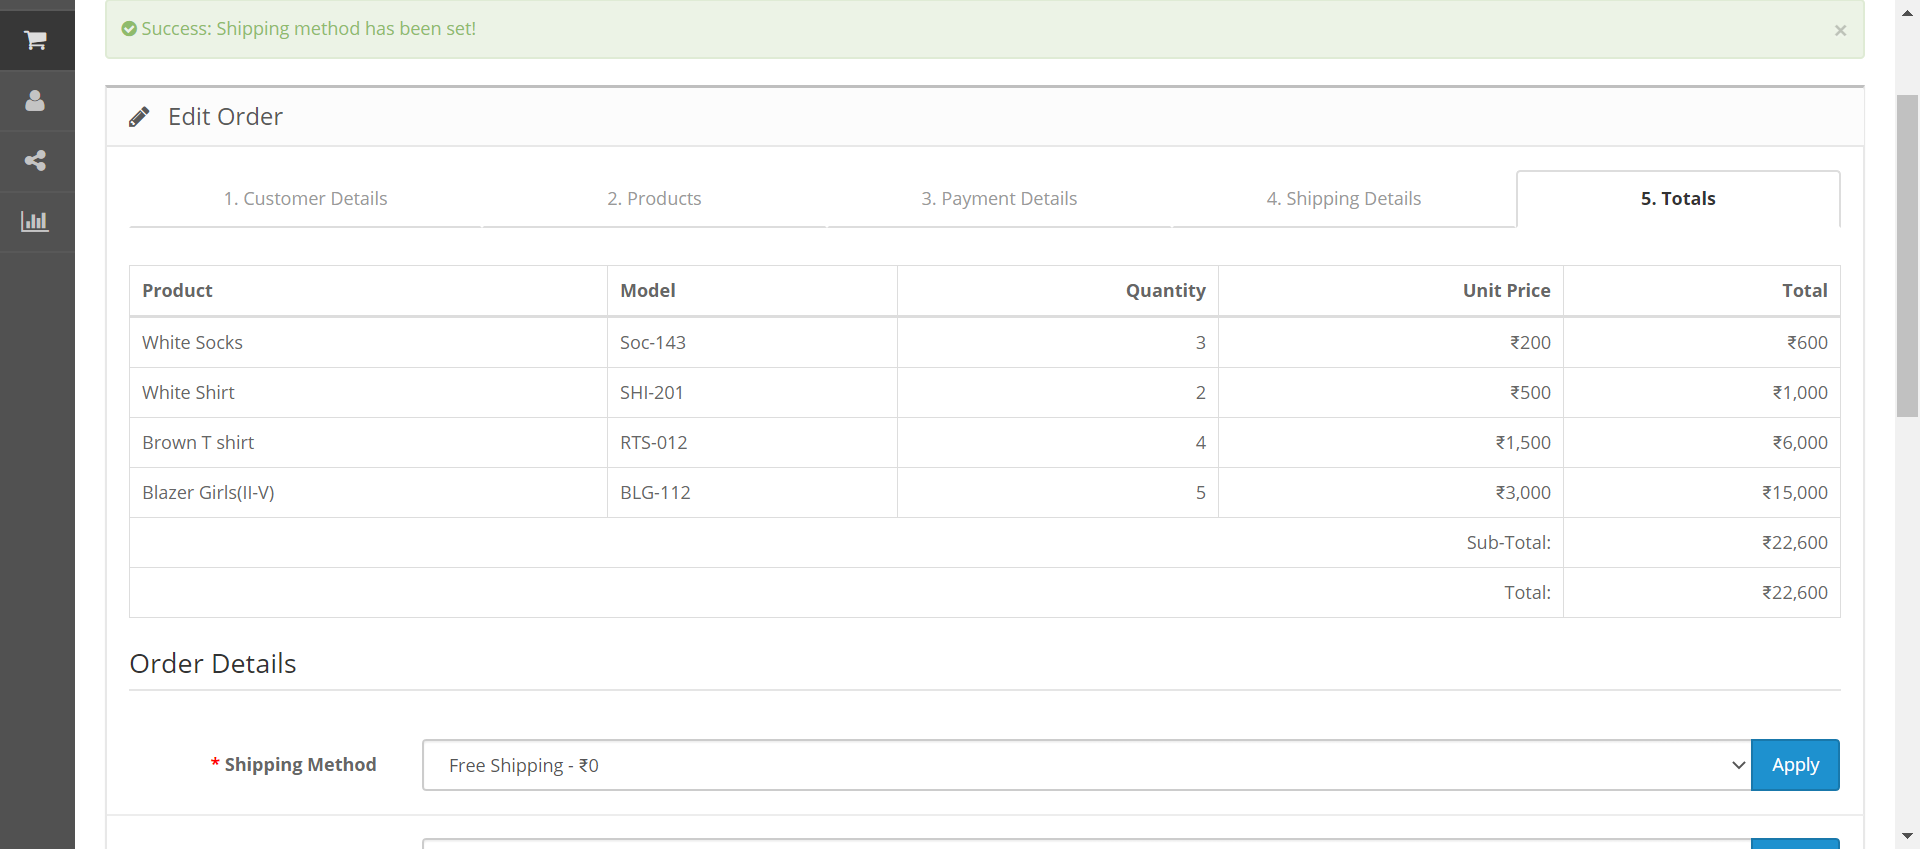 Success: Shipping method has been set!
×
Edit Order
1. Customer Details 2. Products 3. Payment Details 4. Shipping Details 5. Totals
Product Model Quantity Unit Price Total
White Socks Soc-143 3 ₹200 ₹600
White Shirt SHI-201 2 ₹500 ₹1,000
Brown T shirt RTS-012 4 ₹1,500 ₹6,000
Blazer Girls(II-V) BLG-112 5 ₹3,000 ₹15,000
Sub-Total: ₹22,600
Total: ₹22,600
Order Details
* Shipping Method Free Shipping - ₹0 Apply